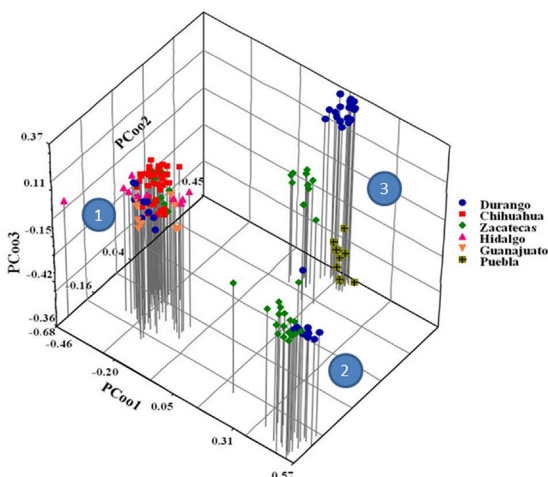 0.37
PCoo2
0.11
0.45
-0.15
0.04
PCoo3
-0.42
-0.16
-0.36
-0.68
-0.46
-0.20
PCoo1
0.05
0.31
0.57
1
2
3
Durango
Chihuahua
Zacatecas
Hidalgo
Guanajuato
Puebla